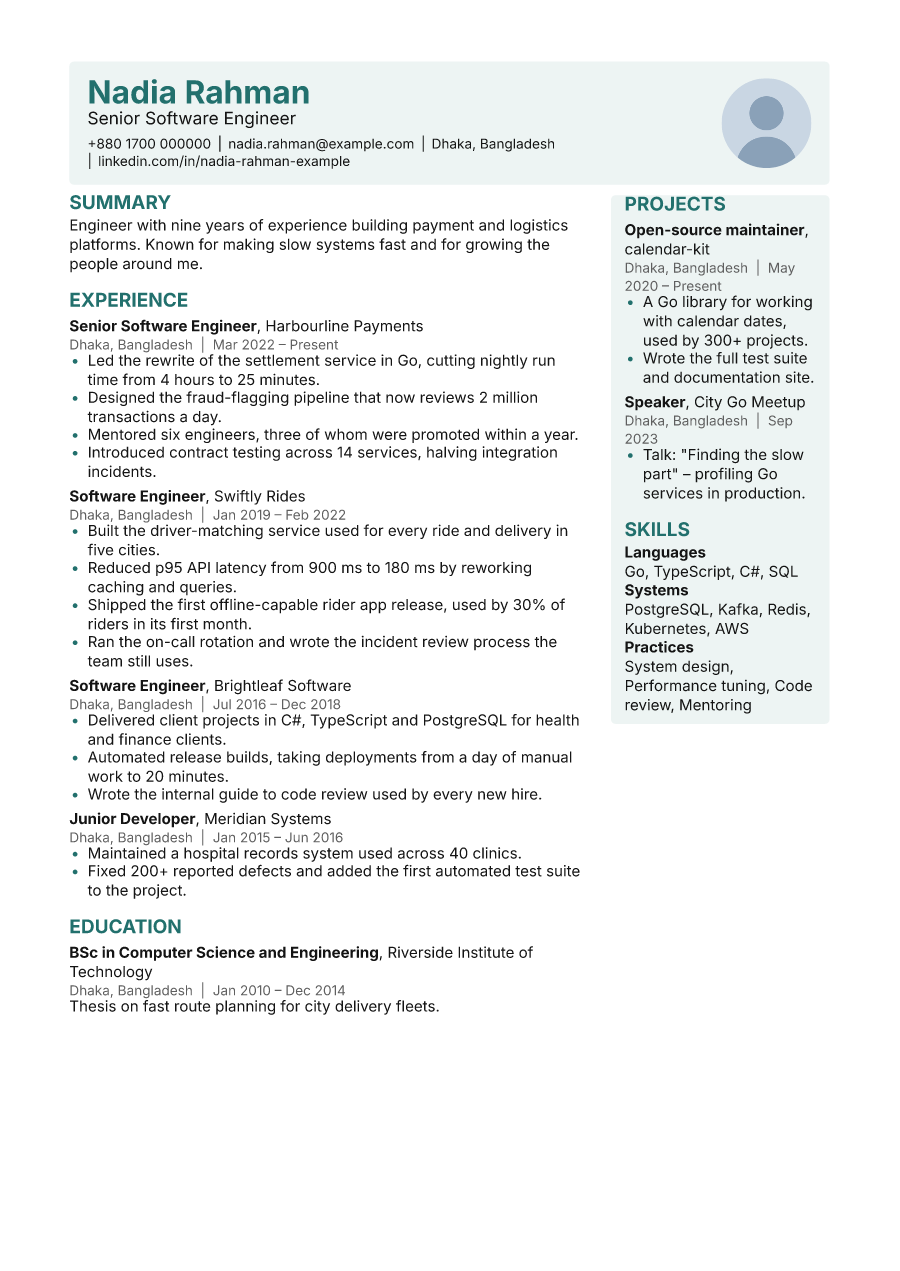 Nadia Rahman
Senior Software Engineer
+880 1700 000000 | nadia.rahman@example.com | Dhaka, Bangladesh
| linkedin.com/in/nadia-rahman-example
SUMMARY
Engineer with nine years of experience building payment and logistics
platforms. Known for making slow systems fast and for growing the
people around me.
EXPERIENCE
Senior Software Engineer, Harbourline Payments
Dhaka, Bangladesh | Mar 2022 – Present
• Led the rewrite of the settlement service in Go, cutting nightly run
time from 4 hours to 25 minutes.
• Designed the fraud-flagging pipeline that now reviews 2 million
transactions a day.
• Mentored six engineers, three of whom were promoted within a year.
• Introduced contract testing across 14 services, halving integration
incidents.
Software Engineer, Swiftly Rides
Dhaka, Bangladesh | Jan 2019 – Feb 2022
• Built the driver-matching service used for every ride and delivery in
five cities.
• Reduced p95 API latency from 900 ms to 180 ms by reworking
caching and queries.
• Shipped the first offline-capable rider app release, used by 30% of
riders in its first month.
• Ran the on-call rotation and wrote the incident review process the
team still uses.
Software Engineer, Brightleaf Software
Dhaka, Bangladesh | Jul 2016 – Dec 2018
• Delivered client projects in C#, TypeScript and PostgreSQL for health
and finance clients.
• Automated release builds, taking deployments from a day of manual
work to 20 minutes.
• Wrote the internal guide to code review used by every new hire.
Junior Developer, Meridian Systems
Dhaka, Bangladesh | Jan 2015 – Jun 2016
• Maintained a hospital records system used across 40 clinics.
• Fixed 200+ reported defects and added the first automated test suite
to the project.
EDUCATION
BSc in Computer Science and Engineering, Riverside Institute of
Technology
Dhaka, Bangladesh | Jan 2010 – Dec 2014
Thesis on fast route planning for city delivery fleets.
PROJECTS
Open-source maintainer,
calendar-kit
Dhaka, Bangladesh | May
2020 – Present
• A Go library for working
with calendar dates,
used by 300+ projects.
• Wrote the full test suite
and documentation site.
Speaker, City Go Meetup
Dhaka, Bangladesh | Sep
2023
• Talk: "Finding the slow
part" – profiling Go
services in production.
SKILLS
Languages
Go, TypeScript, C#, SQL
Systems
PostgreSQL, Kafka, Redis,
Kubernetes, AWS
Practices
System design,
Performance tuning, Code
review, Mentoring